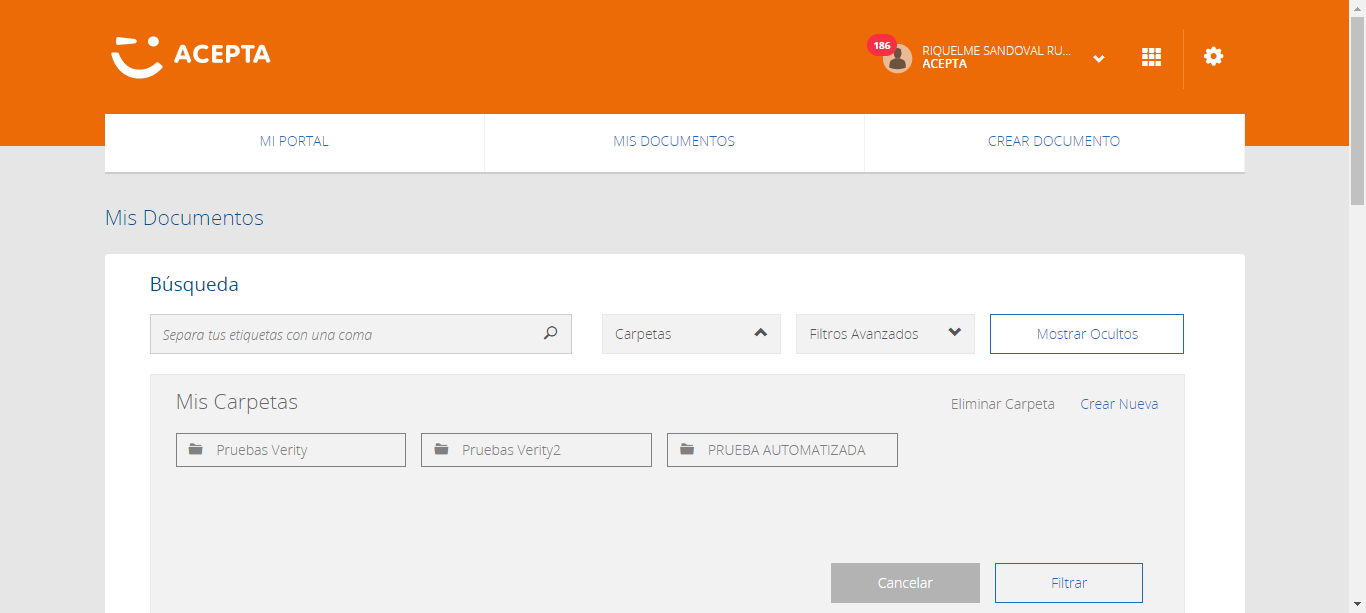 ACEPTA
186
RIQUELME SANDOVAL RU...
ACEPTA
MI PORTAL
MIS DOCUMENTOS
CREAR DOCUMENTO
Mis Documentos
Búsqueda
Separa tus etiquetas con una coma
Carpetas
Filtros Avanzados
Mostrar Ocultos
Mis Carpetas
Eliminar Carpeta
Crear Nueva
Pruebas Verity
Pruebas Verity2
PRUEBA AUTOMATIZADA
Cancelar
Filtrar